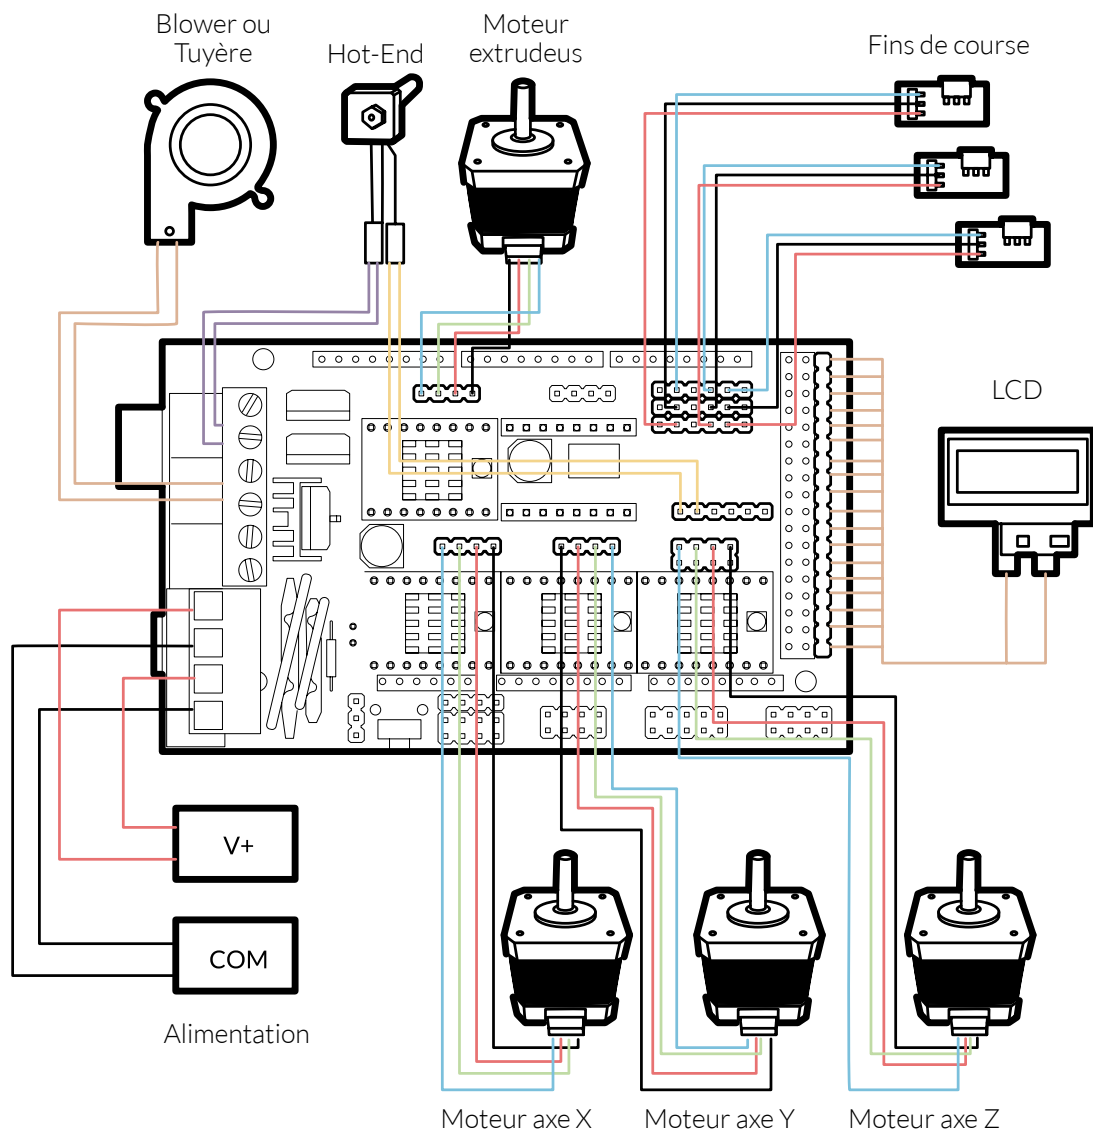 Blower ou
Tuyère
Hot-End
Moteur
extrudeus
Fins de course
LCD
V+
COM
Alimentation
Moteur axe X
Moteur axe Y
Moteur axe Z